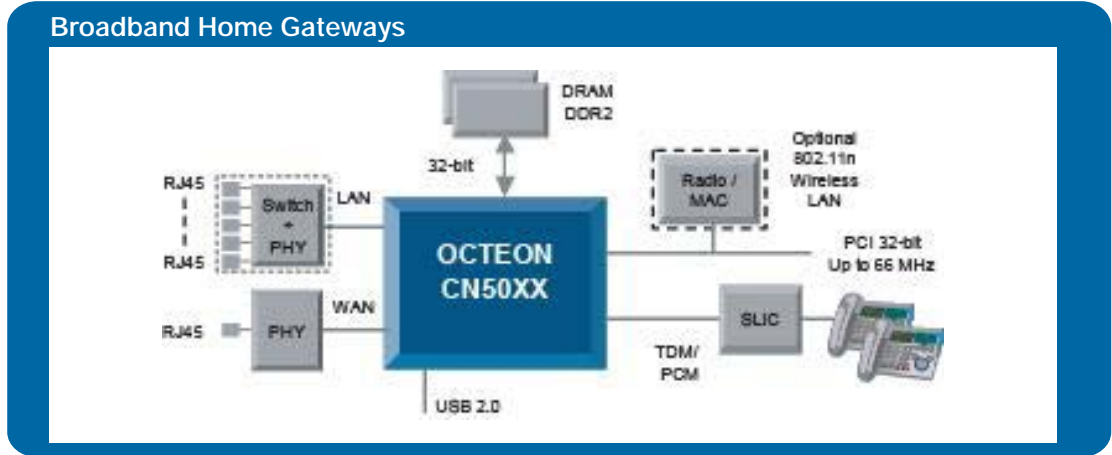 Broadband Home Gateways
DRAM
DDR2
32-bit
Optional
802.11n
Wireless
LAN
Radio /
MAC
RJ45
Switch
+
PHY
LAN
RJ45
OCTEON
CN50XX
PCI 32-bit
Up to 66 MHz
WAN
RJ45
PHY
SLIC
TDM/
PCM
USB 2.0